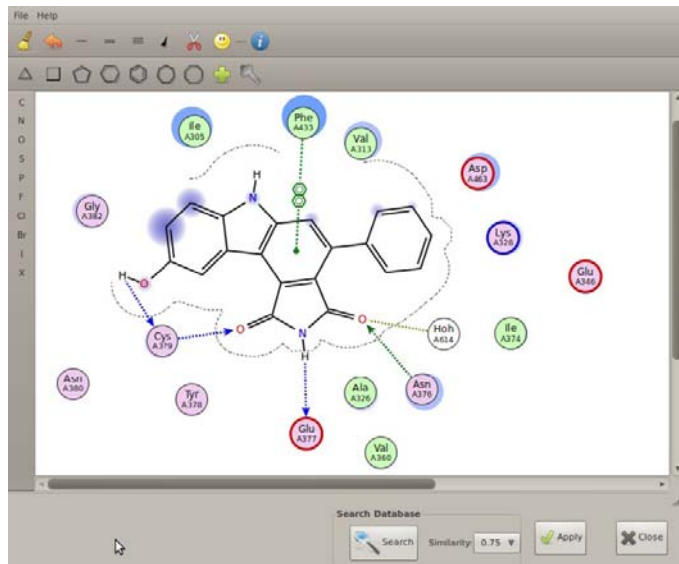 File Help
C
N
O
S
P
F
Cl
Br
I
X
Ile
A305
Phe
A433
Val
A313
Asp
A463
Gly
A382
H
N
Lys
A328
Glu
A346
H
O
Cys
A379
O
N
H
O
Hoh
A614
Ile
A374
Asn
A380
Tyr
A378
Ala
A326
Asn
A376
Glu
A377
Val
A360
Search Database
Search
Similarity: 0.75
Apply
Close